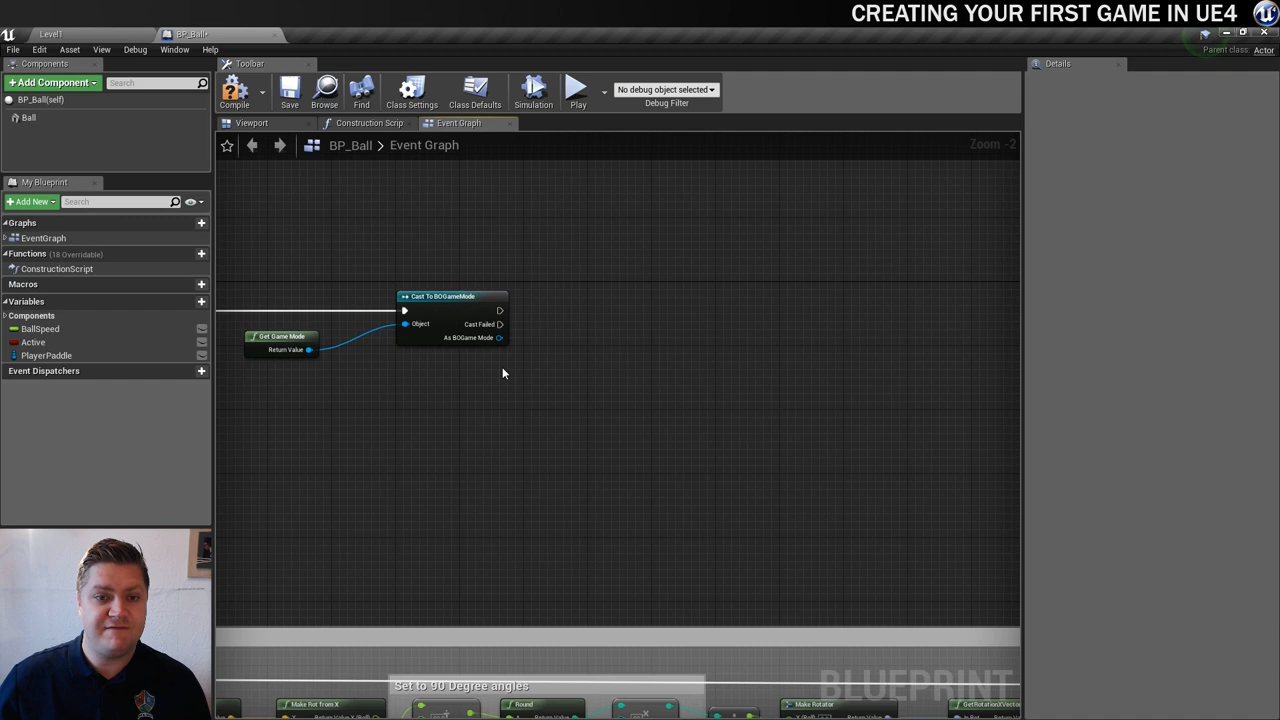 CREATING YOUR FIRST GAME IN UE4
Level1
BP_Ball•
File Edit Asset View Debug Window Help
Parent class: Actor
Components
Toolbar
Details
+Add Component
Search
Compile
Save
Browse
Find
Class Settings
Class Defaults
Simulation
Play
No debug object selected
Debug Filter
BP_Ball(self)
Ball
Viewport
Construction Scrip
Event Graph
BP_Ball > Event Graph
Zoom -2
My Blueprint
+Add New
Search
Graphs
EventGraph
Functions (18 Overridable)
ConstructionScript
Macros
Variables
Components
BallSpeed
Active
PlayerPaddle
Event Dispatchers
Cast To BOGameMode
Object
Cast Failed
As BOGame Mode
Get Game Mode
Return Value
BLUEPRINT
Set to 90 Degree angles
Make Rot from X
Round
Make Rotator
GetRotationXVector